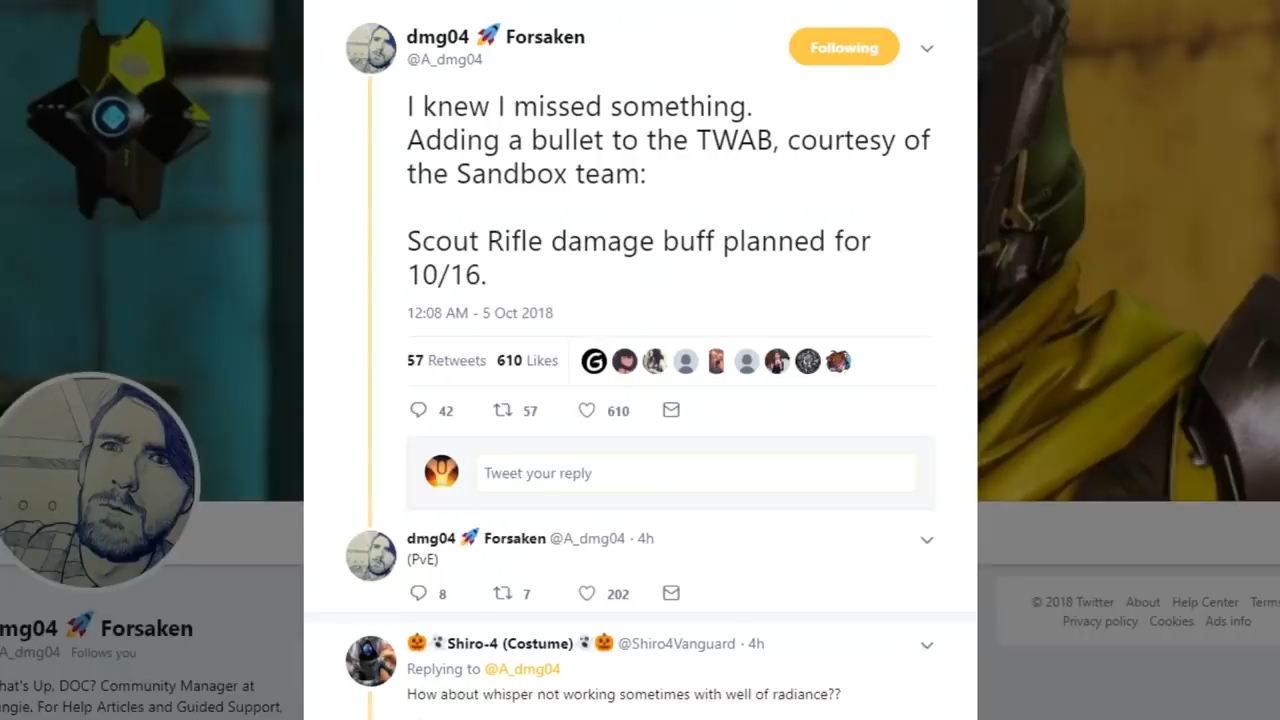 dmg04 🚀 Forsaken
@A_dmg04
Following
I knew I missed something.
Adding a bullet to the TWAB, courtesy of
the Sandbox team:
Scout Rifle damage buff planned for
10/16.
12:08 AM - 5 Oct 2018
57 Retweets 610 Likes
42 57 610
Tweet your reply
dmg04 🚀 Forsaken @A_dmg04 · 4h
(PvE)
8 7 202
🎃 Shiro-4 (Costume) 🎃 @Shiro4Vanguard · 4h
Replying to @A_dmg04
How about whisper not working sometimes with well of radiance??
mg04 🚀 Forsaken
A_dmg04 Follows you
hat's Up, DOC? Community Manager at
ngie. For Help Articles and Guided Support,
© 2018 Twitter About Help Center Terms
Privacy policy Cookies Ads info